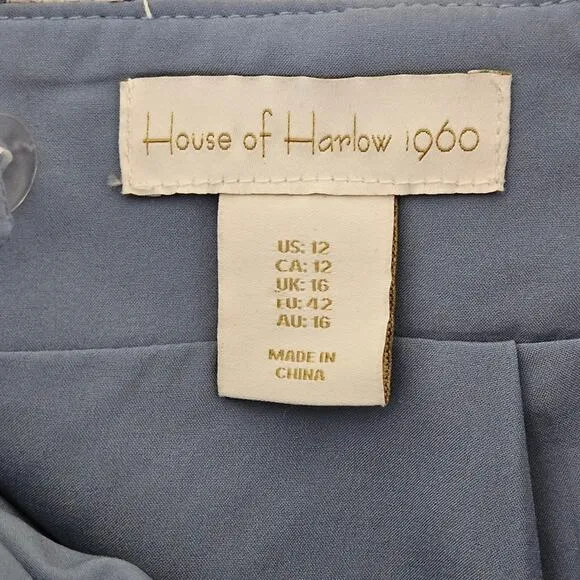 House of Harlow 1960
US: 12
CA: 12
UK: 16
EU: 42
AU: 16
MADE IN
CHINA